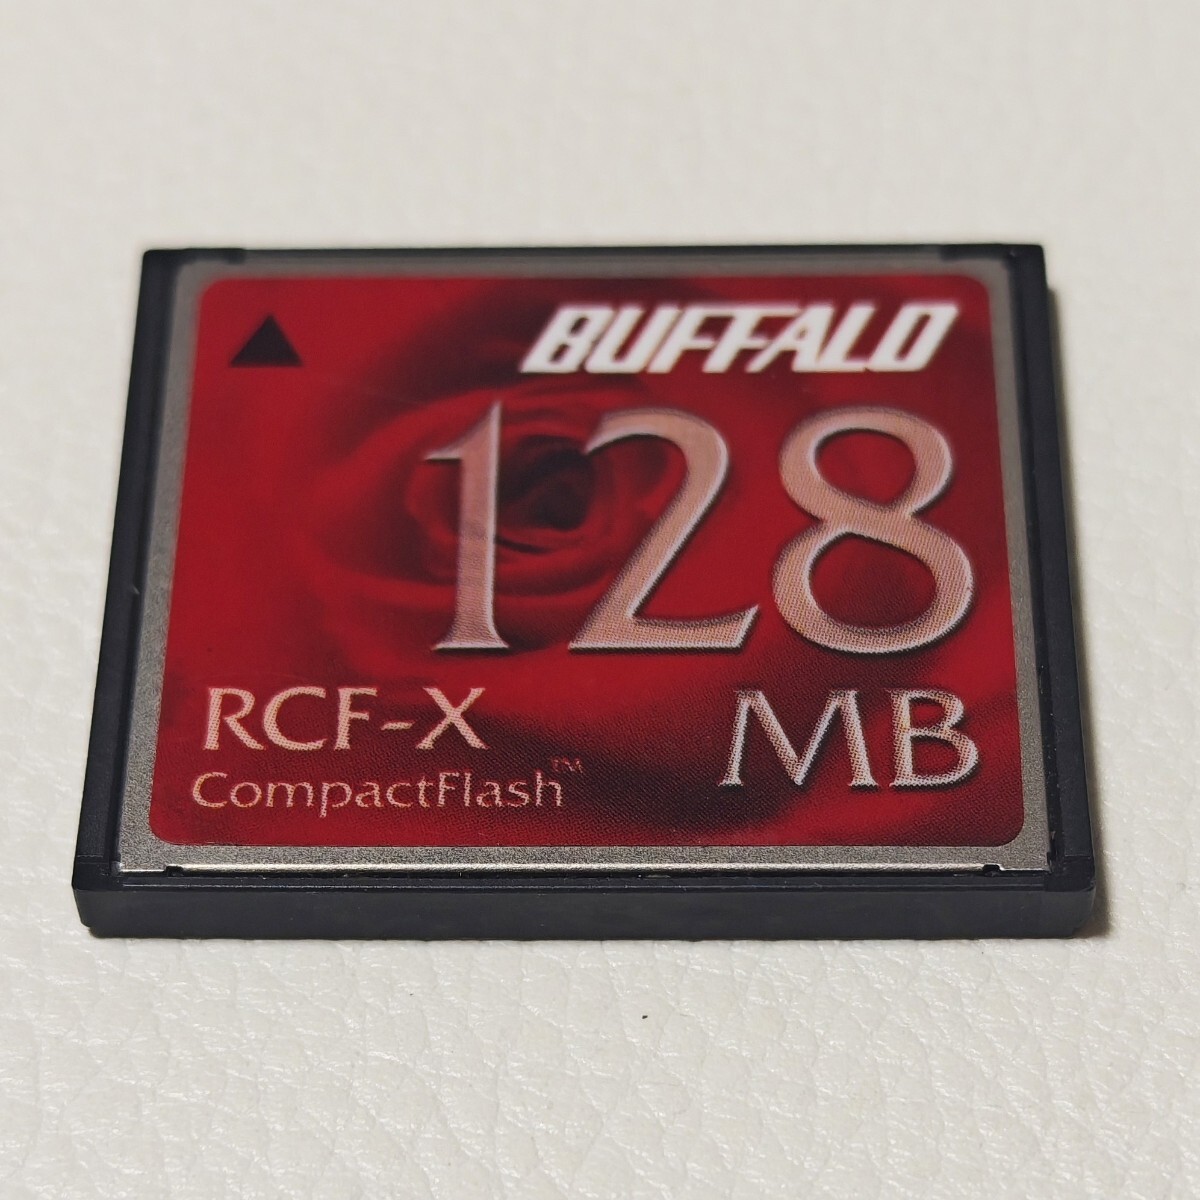 BUFFALO
128
MB
RCF-X
CompactFlash™